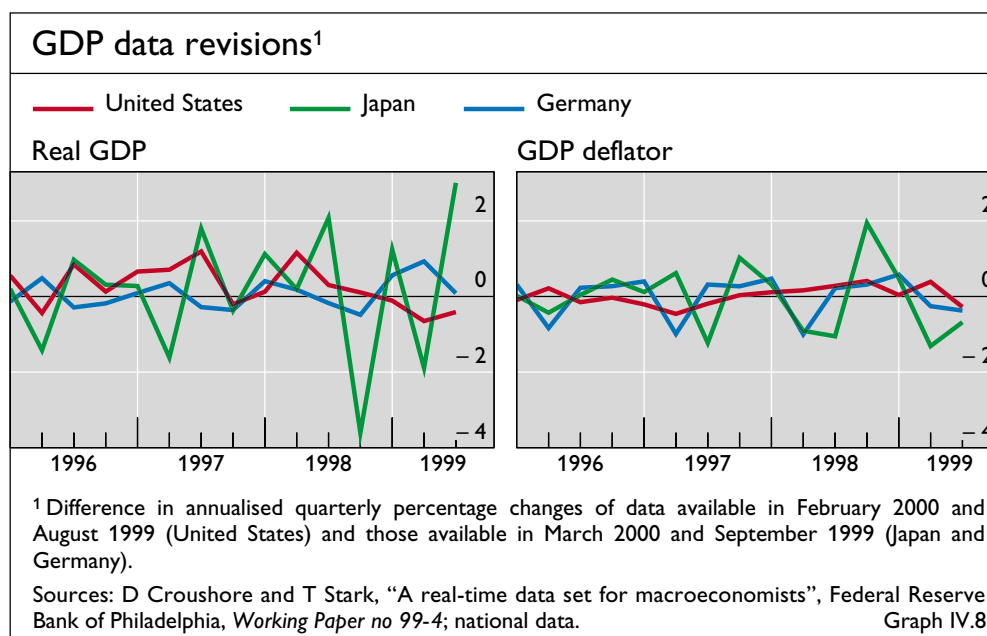 GDP data revisions¹
United States Japan Germany
Real GDP GDP deflator
2 2
0 0
– 2 – 2
– 4 – 4
1996 1997 1998 1999 1996 1997 1998 1999
¹ Difference in annualised quarterly percentage changes of data available in February 2000 and
August 1999 (United States) and those available in March 2000 and September 1999 (Japan and
Germany).
Sources: D Croushore and T Stark, “A real-time data set for macroeconomists”, Federal Reserve
Bank of Philadelphia, Working Paper no 99-4; national data. Graph IV.8